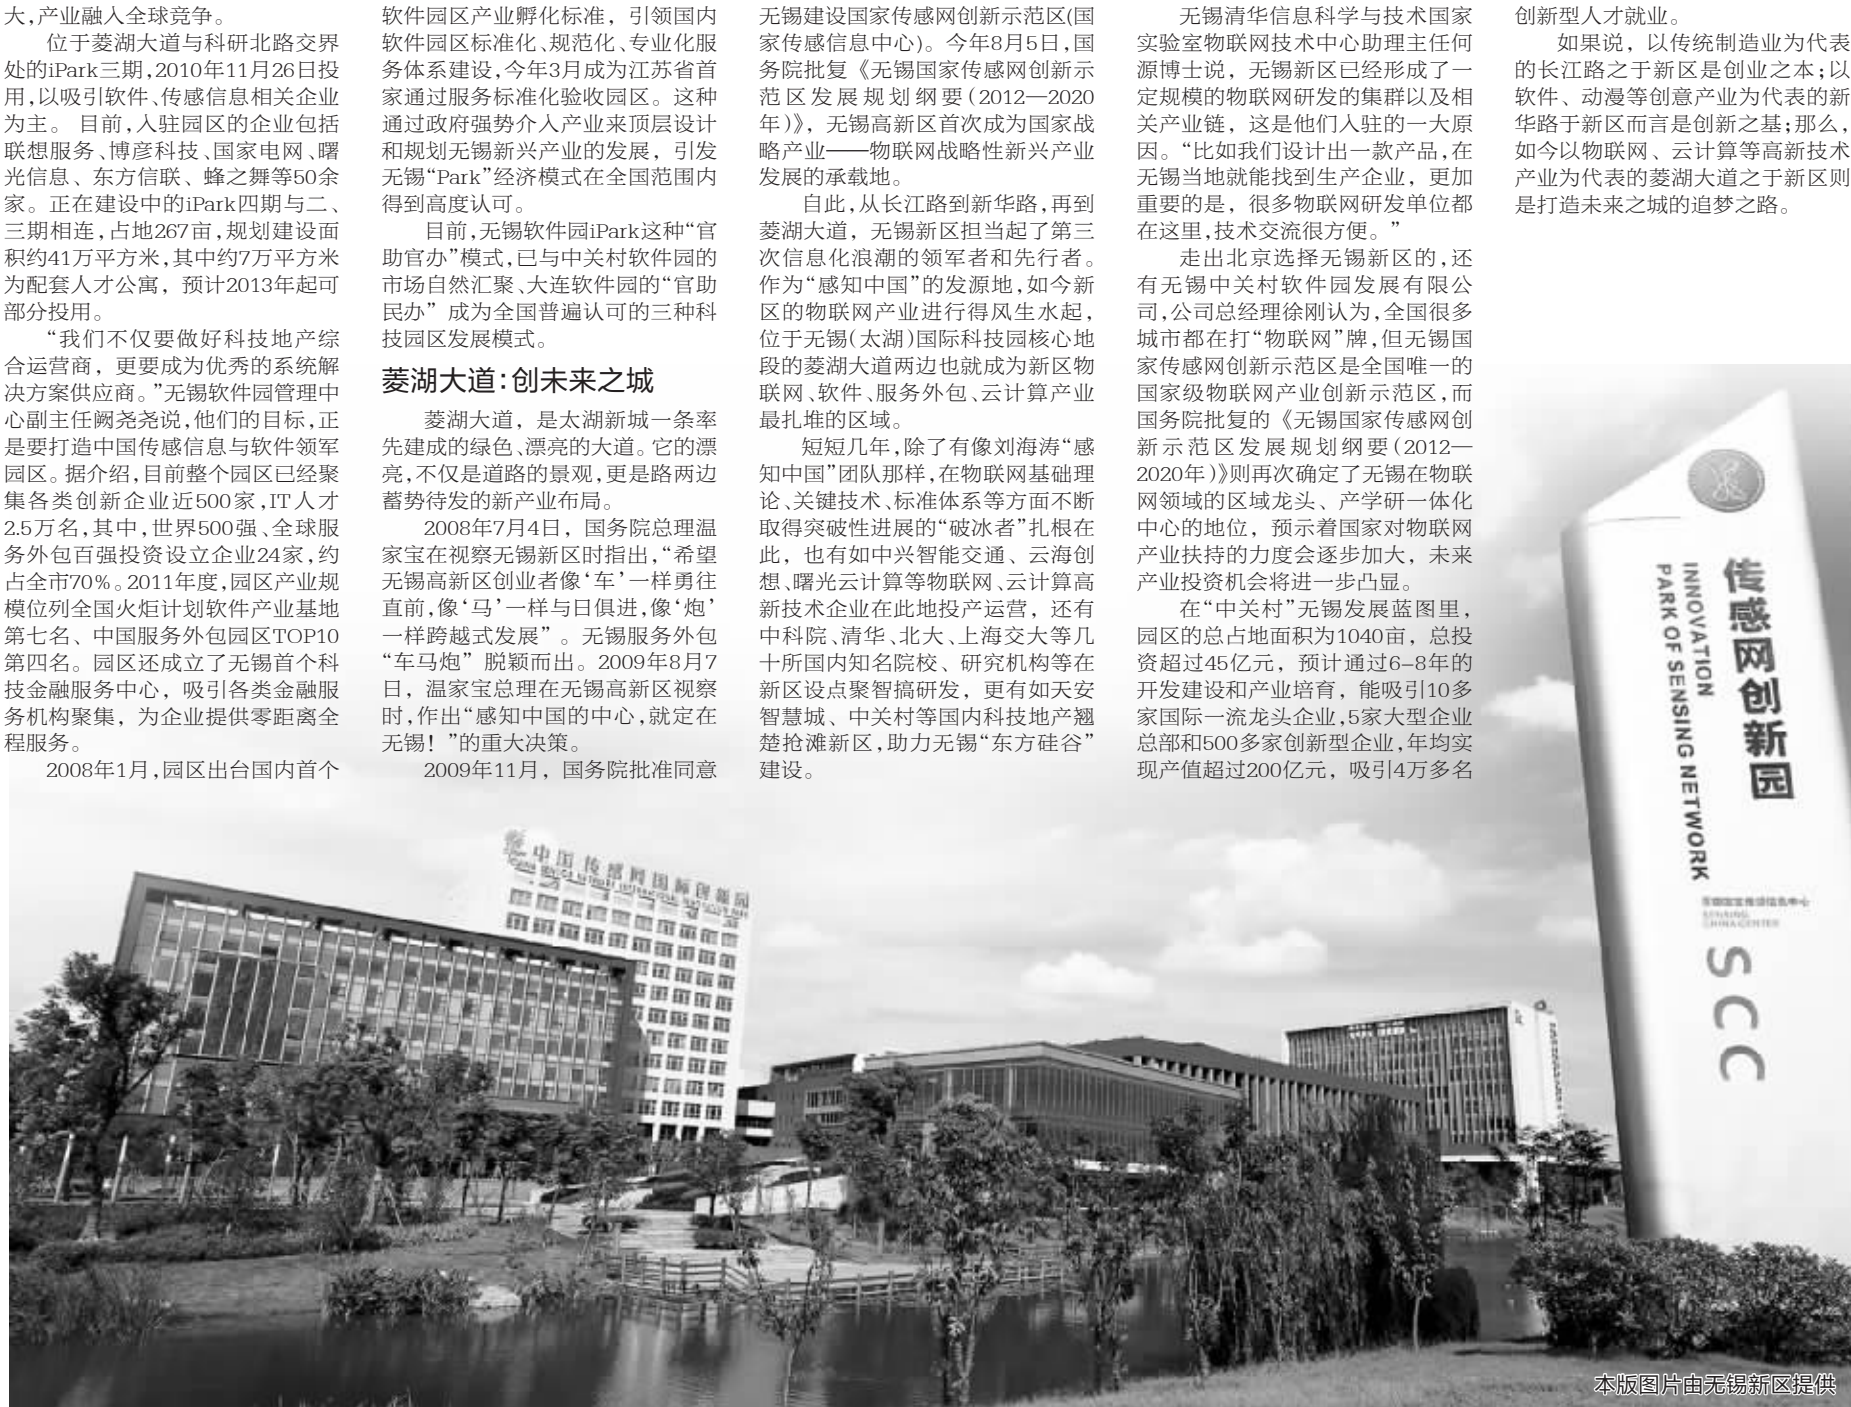 大,产业融入全球竞争。
位于菱湖大道与科研北路交界
处的iPark三期,2010年11月26日投
用,以吸引软件、传感信息相关企业
为主。 目前,入驻园区的企业包括
联想服务、博彦科技、国家电网、曙
光信息、东方信联、蜂之舞等50余
家。正在建设中的iPark四期与二、
三期相连,占地267亩,规划建设面
积约41万平方米,其中约7万平方米
为配套人才公寓，预计2013年起可
部分投用。
“我们不仅要做好科技地产综
合运营商，更要成为优秀的系统解
决方案供应商。”无锡软件园管理中
心副主任阙尧尧说,他们的目标,正
是要打造中国传感信息与软件领军
园区。据介绍,目前整个园区已经聚
集各类创新企业近500家,IT人才
2.5万名,其中,世界500强、全球服
务外包百强投资设立企业24家,约
占全市70%。2011年度,园区产业规
模位列全国火炬计划软件产业基地
第七名、中国服务外包园区TOP10
第四名。园区还成立了无锡首个科
技金融服务中心，吸引各类金融服
务机构聚集，为企业提供零距离全
程服务。
2008年1月,园区出台国内首个
软件园区产业孵化标准，引领国内
软件园区标准化、规范化、专业化服
务体系建设,今年3月成为江苏省首
家通过服务标准化验收园区。这种
通过政府强势介入产业来顶层设计
和规划无锡新兴产业的发展，引发
无锡“Park”经济模式在全国范围内
得到高度认可。
目前,无锡软件园iPark这种“官
助官办”模式,已与中关村软件园的
市场自然汇聚、大连软件园的“官助
民办” 成为全国普遍认可的三种科
技园区发展模式。
菱湖大道:创未来之城
菱湖大道，是太湖新城一条率
先建成的绿色、漂亮的大道。它的漂
亮,不仅是道路的景观,更是路两边
蓄势待发的新产业布局。
2008年7月4日，国务院总理温
家宝在视察无锡新区时指出,“希望
无锡高新区创业者像‘车’一样勇往
直前,像‘马’一样与日俱进,像‘炮’
一样跨越式发展”。无锡服务外包
“车马炮” 脱颖而出。2009年8月7
日，温家宝总理在无锡高新区视察
时,作出“感知中国的中心,就定在
无锡！”的重大决策。
2009年11月，国务院批准同意
无锡建设国家传感网创新示范区(国
家传感信息中心)。今年8月5日,国
务院批复《无锡国家传感网创新示
范区发展规划纲要(2012—2020
年)》，无锡高新区首次成为国家战
略产业——物联网战略性新兴产业
发展的承载地。
自此,从长江路到新华路,再到
菱湖大道，无锡新区担当起了第三
次信息化浪潮的领军者和先行者。
作为“感知中国”的发源地,如今新
区的物联网产业进行得风生水起,
位于无锡(太湖)国际科技园核心地
段的菱湖大道两边也就成为新区物
联网、软件、服务外包、云计算产业
最扎堆的区域。
短短几年,除了有像刘海涛“感
知中国”团队那样,在物联网基础理
论、关键技术、标准体系等方面不断
取得突破性进展的“破冰者”扎根在
此，也有如中兴智能交通、云海创
想、曙光云计算等物联网、云计算高
新技术企业在此地投产运营，还有
中科院、清华、北大、上海交大等几
十所国内知名院校、研究机构等在
新区设点聚智搞研发，更有如天安
智慧城、中关村等国内科技地产翘
楚抢滩新区,助力无锡“东方硅谷”
建设。
无锡清华信息科学与技术国家
实验室物联网技术中心助理主任何
源博士说，无锡新区已经形成了一
定规模的物联网研发的集群以及相
关产业链，这是他们入驻的一大原
因。“比如我们设计出一款产品,在
无锡当地就能找到生产企业，更加
重要的是，很多物联网研发单位都
在这里,技术交流很方便。”
走出北京选择无锡新区的,还
有无锡中关村软件园发展有限公
司,公司总经理徐刚认为,全国很多
城市都在打“物联网”牌,但无锡国
家传感网创新示范区是全国唯一的
国家级物联网产业创新示范区,而
国务院批复的《无锡国家传感网创
新示范区发展规划纲要(2012—
2020年)》则再次确定了无锡在物联
网领域的区域龙头、产学研一体化
中心的地位，预示着国家对物联网
产业扶持的力度会逐步加大，未来
产业投资机会将进一步凸显。
在“中关村”无锡发展蓝图里,
园区的总占地面积为1040亩，总投
资超过45亿元，预计通过6-8年的
开发建设和产业培育，能吸引10多
家国际一流龙头企业,5家大型企业
总部和500多家创新型企业,年均实
现产值超过200亿元，吸引4万多名
创新型人才就业。
如果说，以传统制造业为代表
的长江路之于新区是创业之本;以
软件、动漫等创意产业为代表的新
华路于新区而言是创新之基;那么,
如今以物联网、云计算等高新技术
产业为代表的菱湖大道之于新区则
是打造未来之城的追梦之路。
中国传感网国际创新园
传感网创新园
INNOVATION
PARK OF SENSING NETWORK
SENSING
CHINA CENTER
SCC
本版图片由无锡新区提供